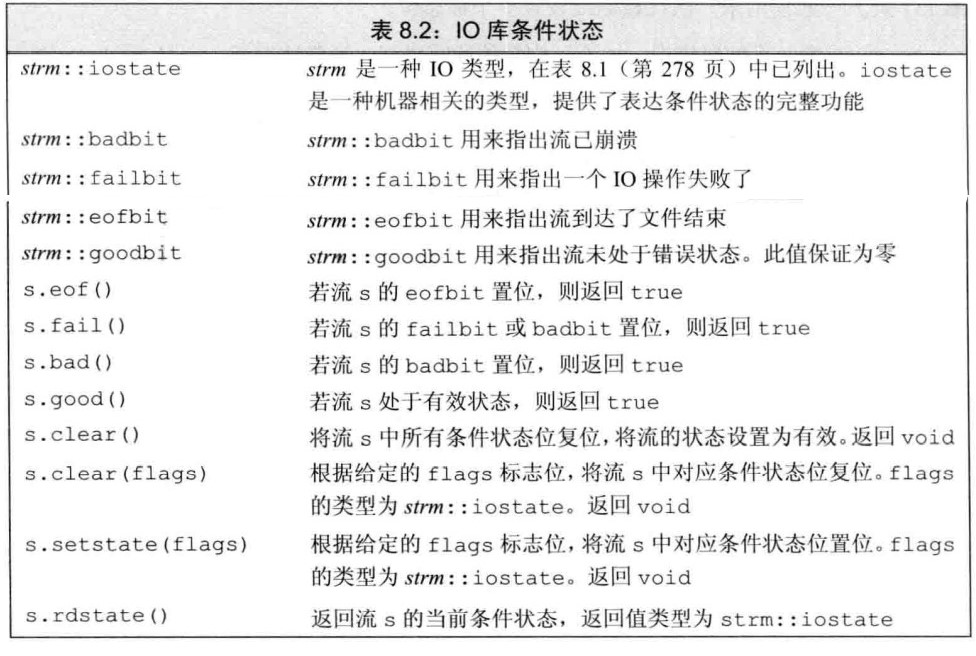 表 8.2：IO 库条件状态
strm::iostate strm 是一种 IO 类型，在表 8.1（第 278 页）中已列出。iostate
是一种机器相关的类型，提供了表达条件状态的完整功能
strm::badbit strm::badbit 用来指出流已崩溃
strm::failbit strm::failbit 用来指出一个 IO 操作失败了
strm::eofbit strm::eofbit 用来指出流到达了文件结束
strm::goodbit strm::goodbit 用来指出流未处于错误状态。此值保证为零
s.eof() 若流 s 的 eofbit 置位，则返回 true
s.fail() 若流 s 的 failbit 或 badbit 置位，则返回 true
s.bad() 若流 s 的 badbit 置位，则返回 true
s.good() 若流 s 处于有效状态，则返回 true
s.clear() 将流 s 中所有条件状态位复位，将流的状态设置为有效。返回 void
s.clear(flags) 根据给定的 flags 标志位，将流 s 中对应条件状态位复位。flags
的类型为 strm::iostate。返回 void
s.setstate(flags) 根据给定的 flags 标志位，将流 s 中对应条件状态位置位。flags
的类型为 strm::iostate。返回 void
s.rdstate() 返回流 s 的当前条件状态，返回值类型为 strm::iostate